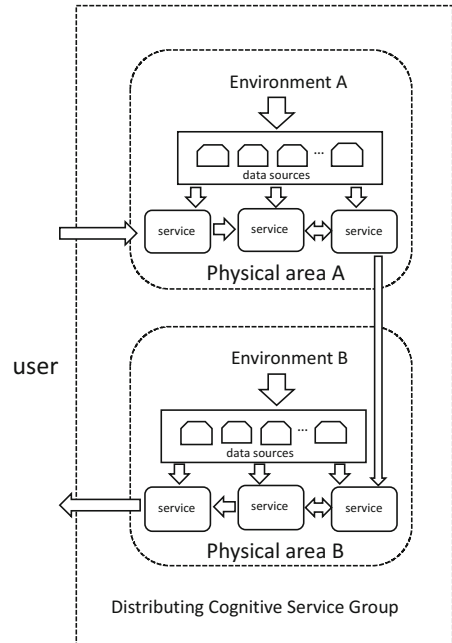 Environment A
...
data sources
service
service
service
Physical area A
user
Environment B
...
data sources
service
service
service
Physical area B
Distributing Cognitive Service Group